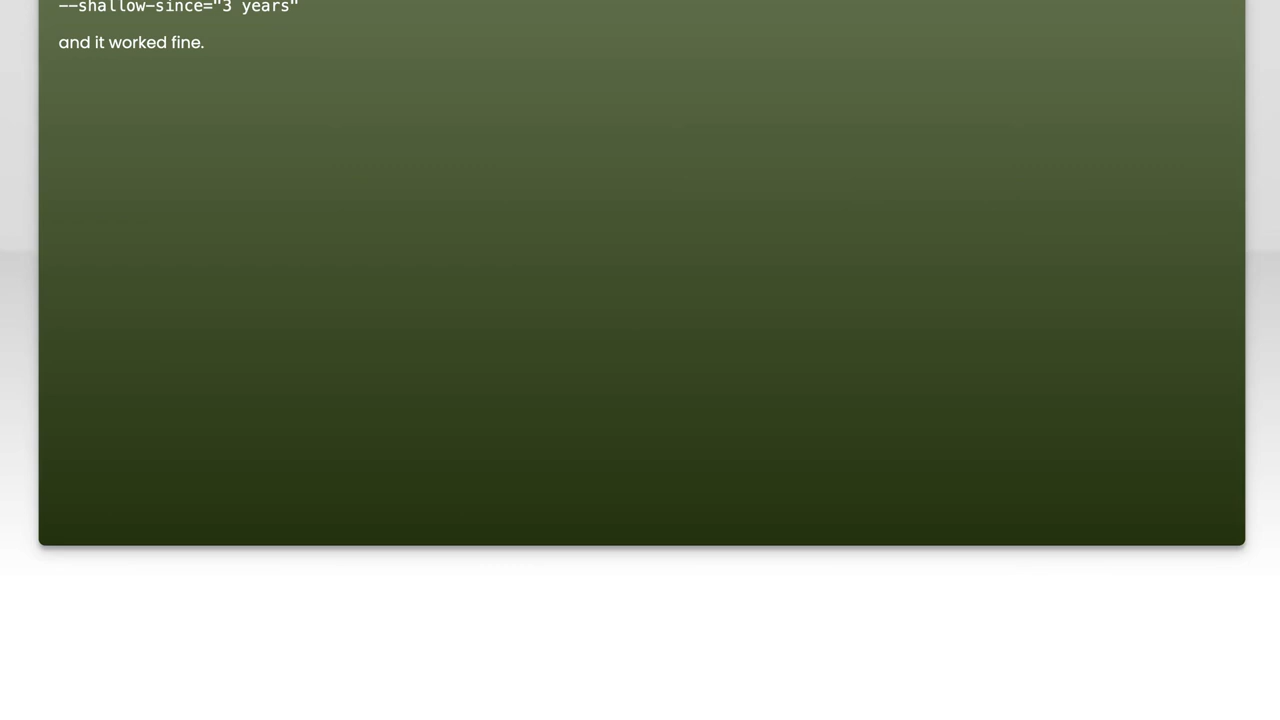 --shallow-since="3 years"
and it worked fine.